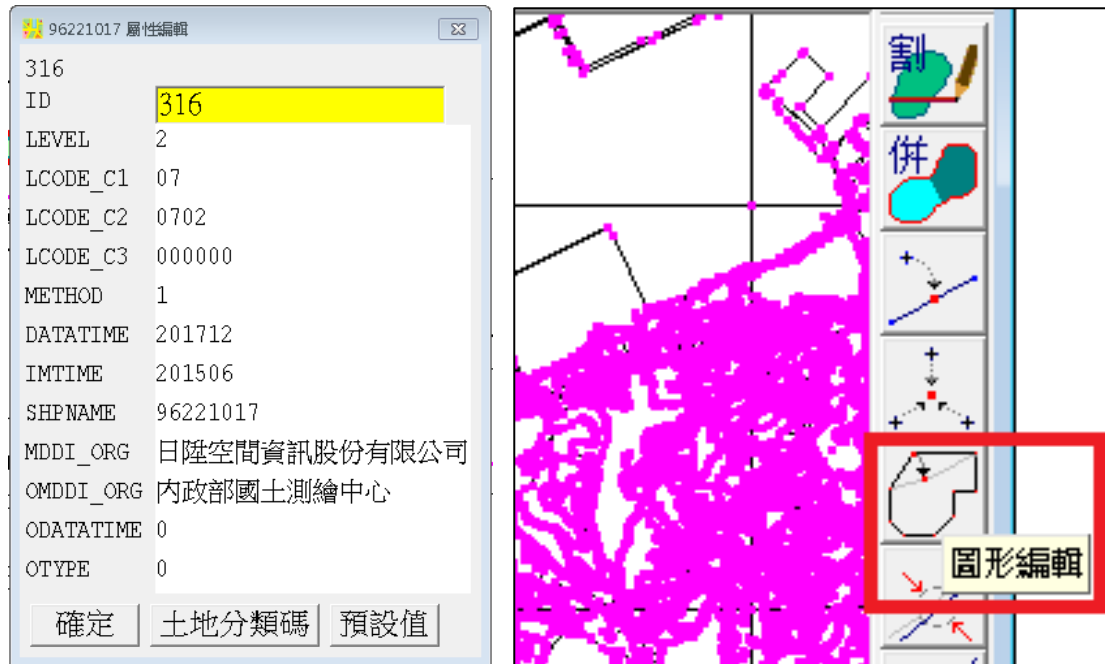 96221017 屬性編輯
316
ID 316
LEVEL 2
LCODE_C1 07
LCODE_C2 0702
LCODE_C3 000000
METHOD 1
DATATIME 201712
IMTIME 201506
SHPNAME 96221017
MDDI_ORG 日陞空間資訊股份有限公司
OMDDI_ORG 內政部國土測繪中心
ODATATIME 0
OTYPE 0
確定 土地分類碼 預設值
割
併
圖形編輯